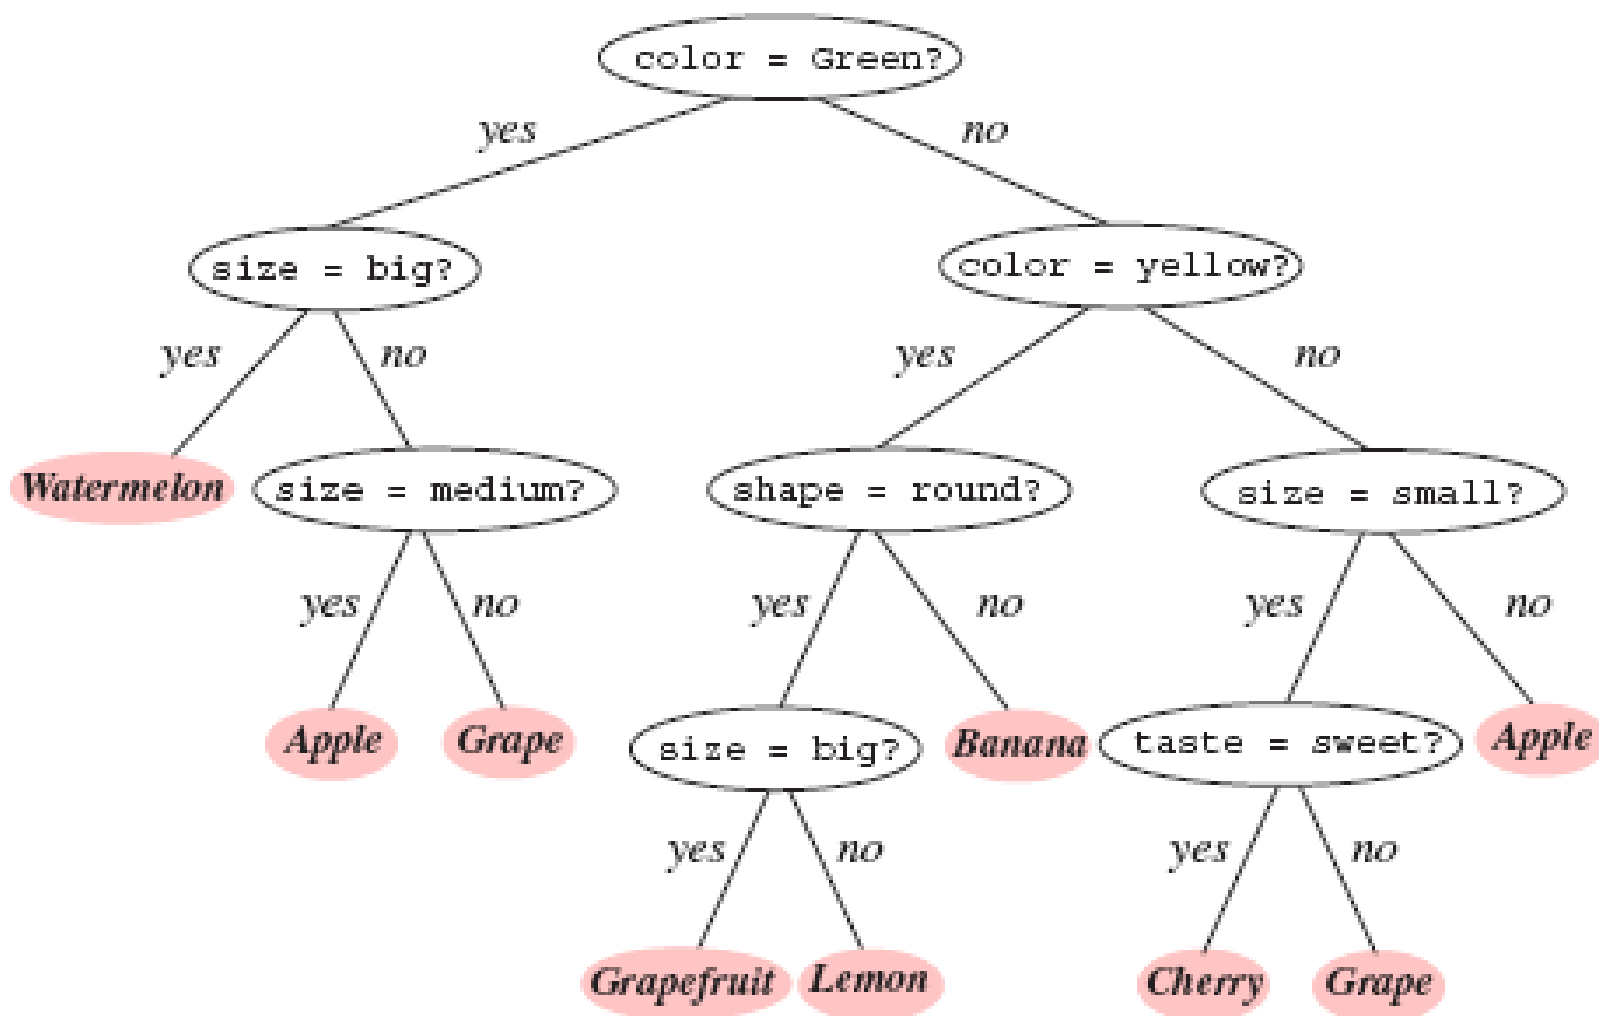 color = Green?
yes
no
size = big?
color = yellow?
yes
no
yes
no
Watermelon
size = medium?
shape = round?
size = small?
yes
no
yes
no
yes
no
Apple
Grape
size = big?
Banana
taste = sweet?
Apple
yes
no
yes
no
Grapefruit
Lemon
Cherry
Grape